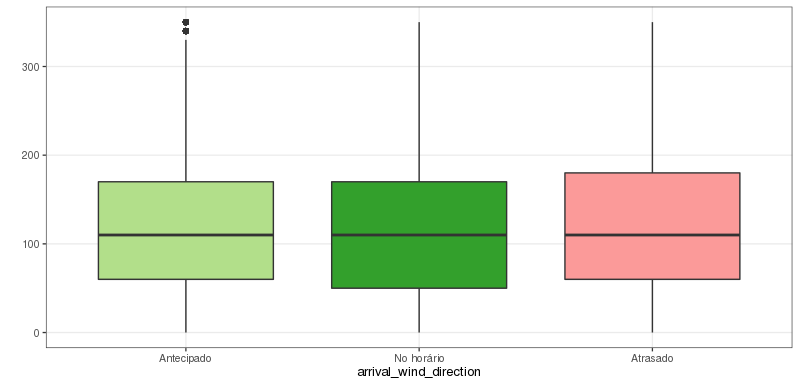 300
200
100
0
Antecipado No horário Atrasado
arrival_wind_direction